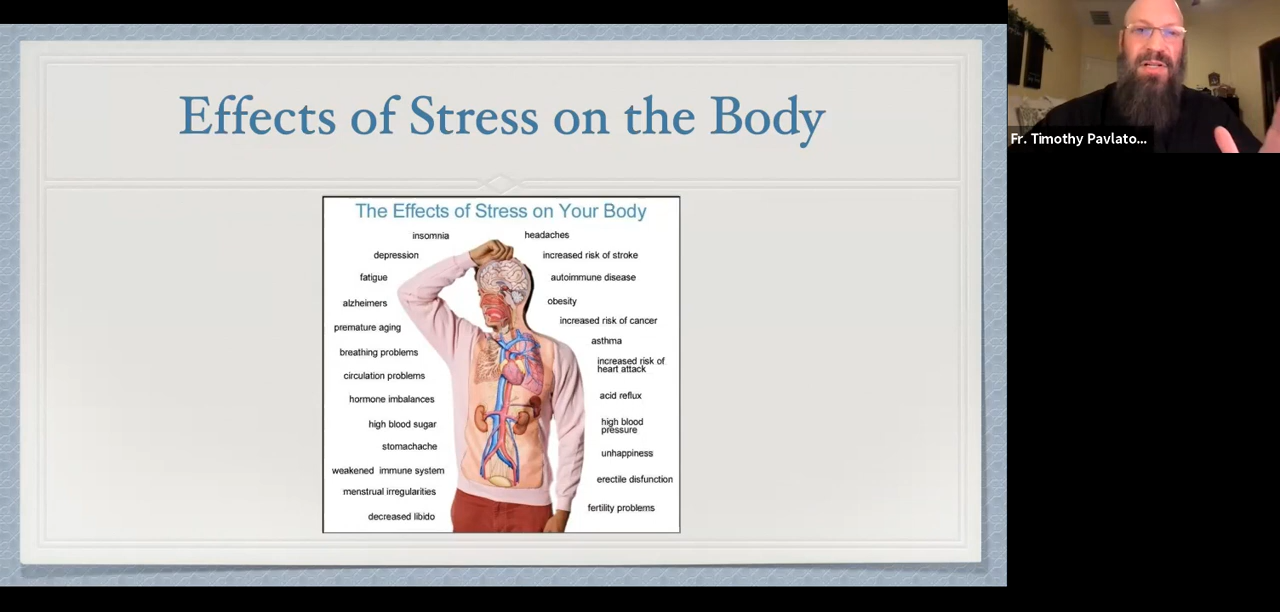 Effects of Stress on the Body
The Effects of Stress on Your Body
insomnia
depression
fatigue
alzheimers
premature aging
breathing problems
circulation problems
hormone imbalances
high blood sugar
stomachache
weakened immune system
menstrual irregularities
decreased libido
headaches
increased risk of stroke
autoimmune disease
obesity
increased risk of cancer
asthma
increased risk of
heart attack
acid reflux
high blood
pressure
unhappiness
erectile disfunction
fertility problems
Fr. Timothy Pavlato...